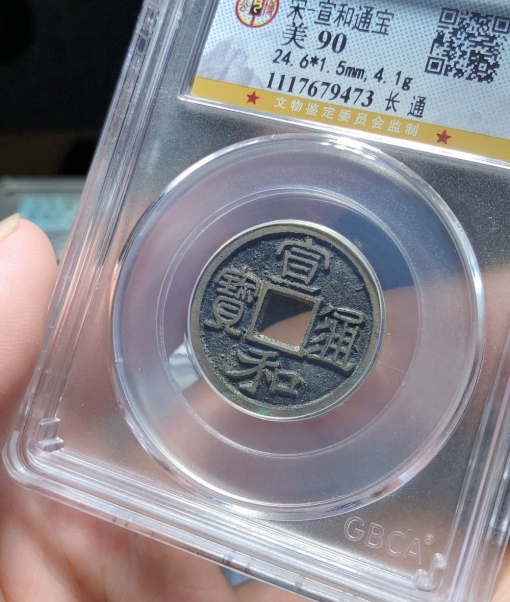 宋·宣和通宝
美 90
24.6*1.5mm, 4.1g
1117679473 长通
★ 文物鉴定委员会监制 ★
宣
寶 通
和
GBCA®